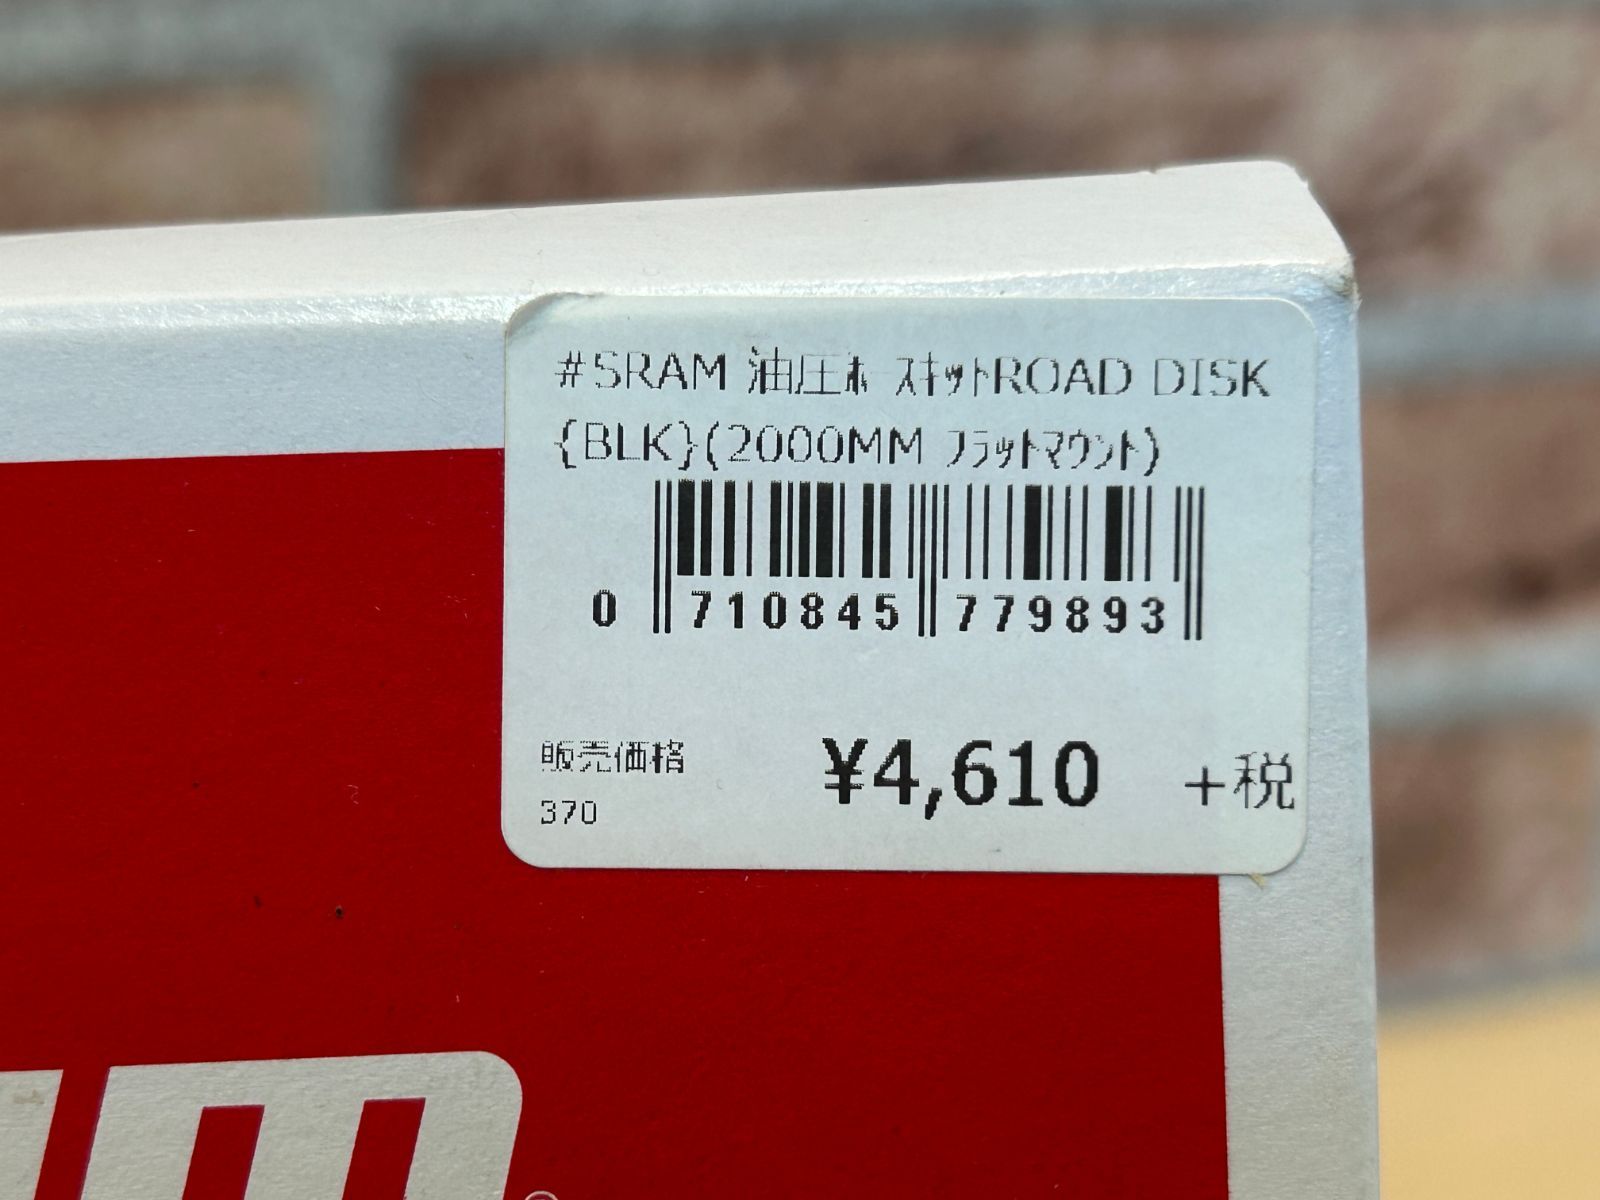 #SRAM 油圧ﾎｰｽｷｯﾄROAD DISK
{BLK}(2000MM ﾌﾗｯﾄﾏｳﾝﾄ)
0 710845 779893
販売価格 ¥4,610 +税
370